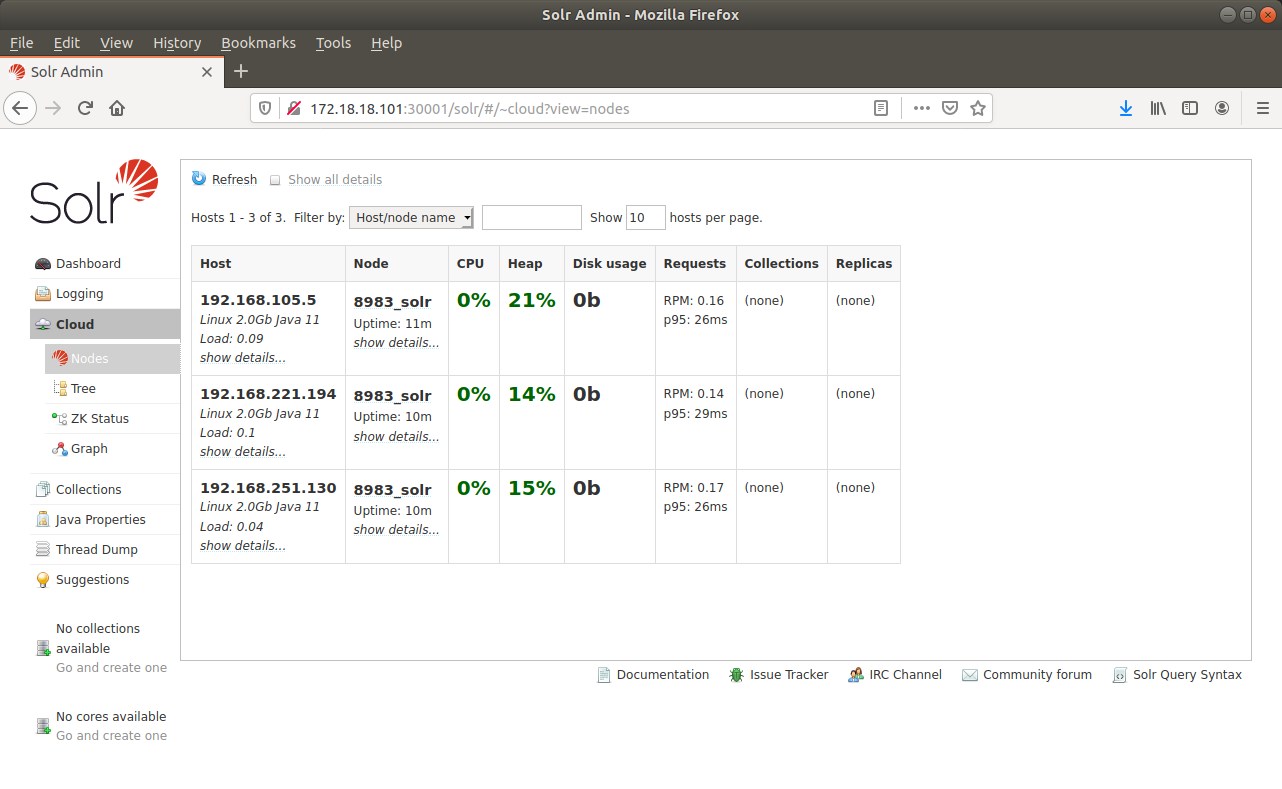 Solr Admin - Mozilla Firefox
File Edit View History Bookmarks Tools Help
Solr Admin
172.18.18.101:30001/solr/#/~cloud?view=nodes
Solr
Dashboard
Logging
Cloud
Nodes
Tree
ZK Status
Graph
Collections
Java Properties
Thread Dump
Suggestions
No collections
available
Go and create one
No cores available
Go and create one
Refresh Show all details
Hosts 1 - 3 of 3. Filter by: Host/node name Show 10 hosts per page.
Host Node CPU Heap Disk usage Requests Collections Replicas
192.168.105.5 8983_solr 0% 21% 0b RPM: 0.16 (none) (none)
Linux 2.0Gb Java 11 Uptime: 11m p95: 26ms
Load: 0.09 show details...
show details...
192.168.221.194 8983_solr 0% 14% 0b RPM: 0.14 (none) (none)
Linux 2.0Gb Java 11 Uptime: 10m p95: 29ms
Load: 0.1 show details...
show details...
192.168.251.130 8983_solr 0% 15% 0b RPM: 0.17 (none) (none)
Linux 2.0Gb Java 11 Uptime: 10m p95: 26ms
Load: 0.04 show details...
show details...
Documentation Issue Tracker IRC Channel Community forum Solr Query Syntax